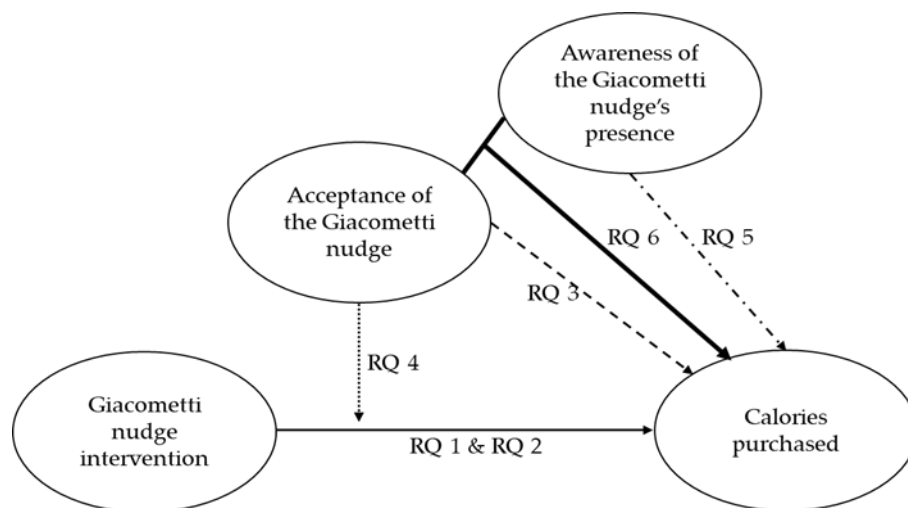 Awareness of
the Giacometti
nudge's
presence
Acceptance of
the Giacometti
nudge
RQ 6
RQ 5
RQ 3
RQ 4
Giacometti
nudge
intervention
RQ 1 & RQ 2
Calories
purchased